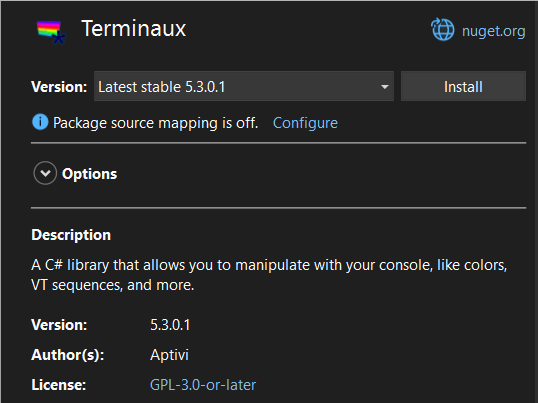 Terminaux
nuget.org
Version: Latest stable 5.3.0.1 Install
Package source mapping is off. Configure
Options
Description
A C# library that allows you to manipulate with your console, like colors,
VT sequences, and more.
Version: 5.3.0.1
Author(s): Aptivi
License: GPL-3.0-or-later